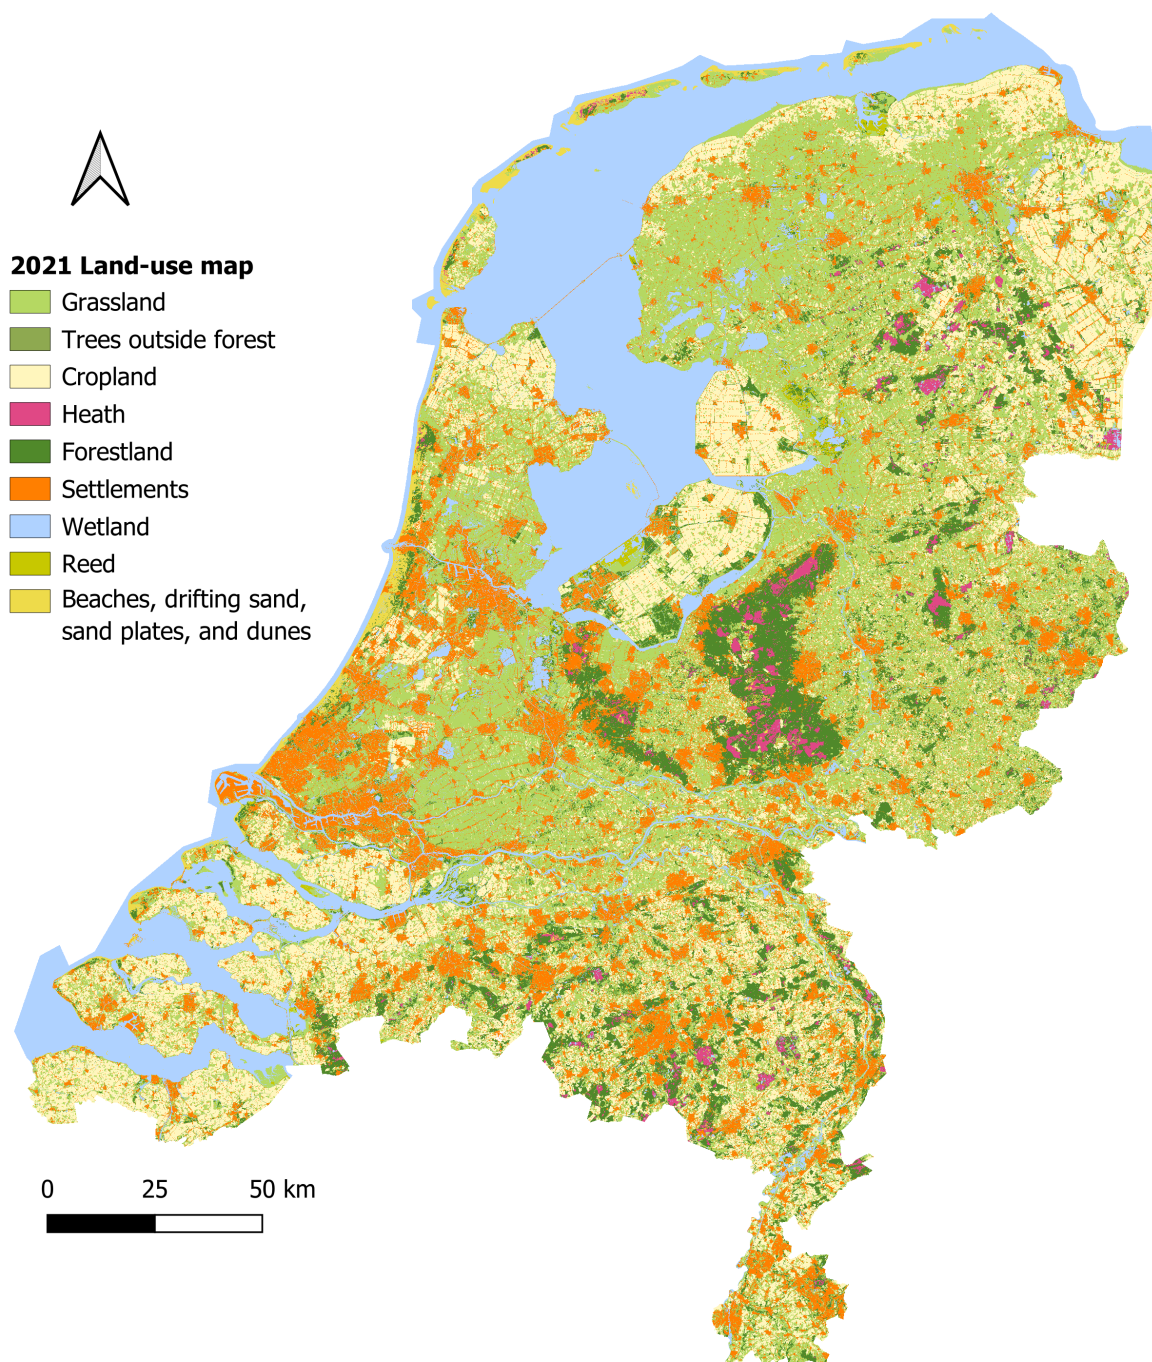 2021 Land-use map
Grassland
Trees outside forest
Cropland
Heath
Forestland
Settlements
Wetland
Reed
Beaches, drifting sand,
sand plates, and dunes
0 25 50 km